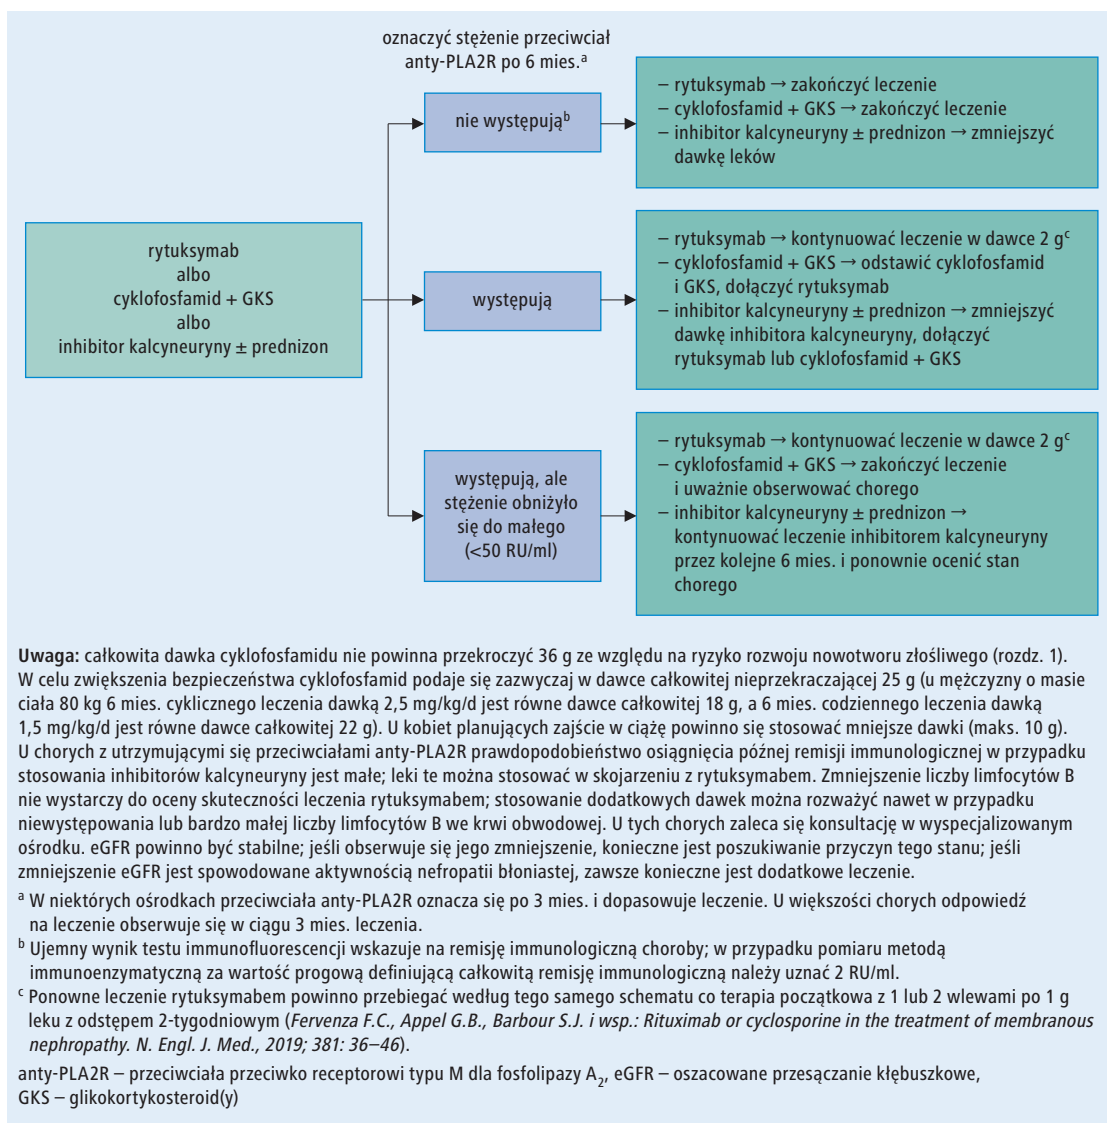 oznaczyć stężenie przeciwciał
anty-PLA2R po 6 mies.ᵃ
rytuksymab
albo
cyklofosfamid + GKS
albo
inhibitor kalcyneuryny ± prednizon
nie występująᵇ
– rytuksymab → zakończyć leczenie
– cyklofosfamid + GKS → zakończyć leczenie
– inhibitor kalcyneuryny ± prednizon → zmniejszyć
dawkę leków
występują
– rytuksymab → kontynuować leczenie w dawce 2 gᶜ
– cyklofosfamid + GKS → odstawić cyklofosfamid
i GKS, dołączyć rytuksymab
– inhibitor kalcyneuryny ± prednizon → zmniejszyć
dawkę inhibitora kalcyneuryny, dołączyć
rytuksymab lub cyklofosfamid + GKS
występują, ale
stężenie obniżyło
się do małego
(<50 RU/ml)
– rytuksymab → kontynuować leczenie w dawce 2 gᶜ
– cyklofosfamid + GKS → zakończyć leczenie
i uważnie obserwować chorego
– inhibitor kalcyneuryny ± prednizon →
kontynuować leczenie inhibitorem kalcyneuryny
przez kolejne 6 mies. i ponownie ocenić stan
chorego
Uwaga: całkowita dawka cyklofosfamidu nie powinna przekroczyć 36 g ze względu na ryzyko rozwoju nowotworu złośliwego (rozdz. 1).
W celu zwiększenia bezpieczeństwa cyklofosfamid podaje się zazwyczaj w dawce całkowitej nieprzekraczającej 25 g (u mężczyzny o masie
ciała 80 kg 6 mies. cyklicznego leczenia dawką 2,5 mg/kg/d jest równe dawce całkowitej 18 g, a 6 mies. codziennego leczenia dawką
1,5 mg/kg/d jest równe dawce całkowitej 22 g). U kobiet planujących zajście w ciążę powinno się stosować mniejsze dawki (maks. 10 g).
U chorych z utrzymującymi się przeciwciałami anty-PLA2R prawdopodobieństwo osiągnięcia późnej remisji immunologicznej w przypadku
stosowania inhibitorów kalcyneuryny jest małe; leki te można stosować w skojarzeniu z rytuksymabem. Zmniejszenie liczby limfocytów B
nie wystarczy do oceny skuteczności leczenia rytuksymabem; stosowanie dodatkowych dawek można rozważyć nawet w przypadku
niewystępowania lub bardzo małej liczby limfocytów B we krwi obwodowej. U tych chorych zaleca się konsultację w wyspecjalizowanym
ośrodku. eGFR powinno być stabilne; jeśli obserwuje się jego zmniejszenie, konieczne jest poszukiwanie przyczyn tego stanu; jeśli
zmniejszenie eGFR jest spowodowane aktywnością nefropatii błoniastej, zawsze konieczne jest dodatkowe leczenie.
ᵃ W niektórych ośrodkach przeciwciała anty-PLA2R oznacza się po 3 mies. i dopasowuje leczenie. U większości chorych odpowiedź
na leczenie obserwuje się w ciągu 3 mies. leczenia.
ᵇ Ujemny wynik testu immunofluorescencji wskazuje na remisję immunologiczną choroby; w przypadku pomiaru metodą
immunoenzymatyczną za wartość progową definiującą całkowitą remisję immunologiczną należy uznać 2 RU/ml.
ᶜ Ponowne leczenie rytuksymabem powinno przebiegać według tego samego schematu co terapia początkowa z 1 lub 2 wlewami po 1 g
leku z odstępem 2-tygodniowym (Fervenza F.C., Appel G.B., Barbour S.J. i wsp.: Rituximab or cyclosporine in the treatment of membranous
nephropathy. N. Engl. J. Med., 2019; 381: 36–46).
anty-PLA2R – przeciwciała przeciwko receptorowi typu M dla fosfolipazy A₂, eGFR – oszacowane przesączanie kłębuszkowe,
GKS – glikokortykosteroid(y)